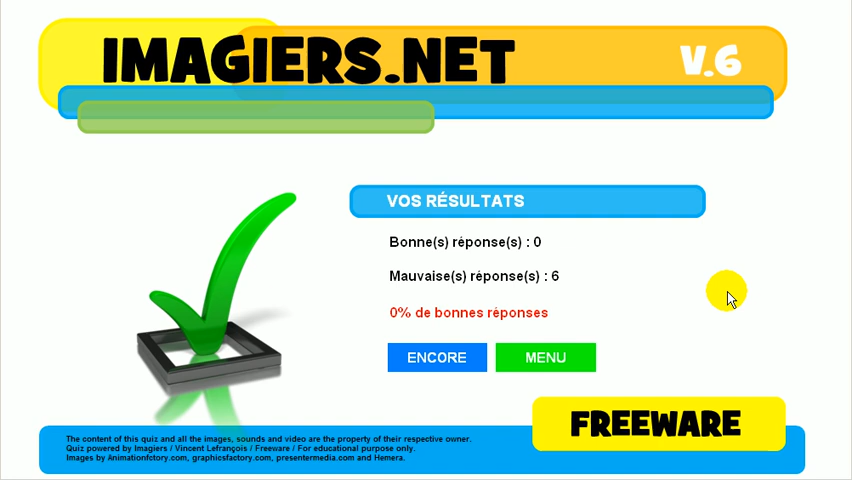 IMAGIERS.NET
V.6
VOS RÉSULTATS
Bonne(s) réponse(s) : 0
Mauvaise(s) réponse(s) : 6
0% de bonnes réponses
ENCORE
MENU
FREEWARE
The content of this quiz and all the images, sounds and video are the property of their respective owner.
Quiz powered by Imagiers / Vincent Lefrançois / Freeware / For educational purpose only.
Images by Animationfctory.com, graphicsfactory.com, presentermedia.com and Hemera.